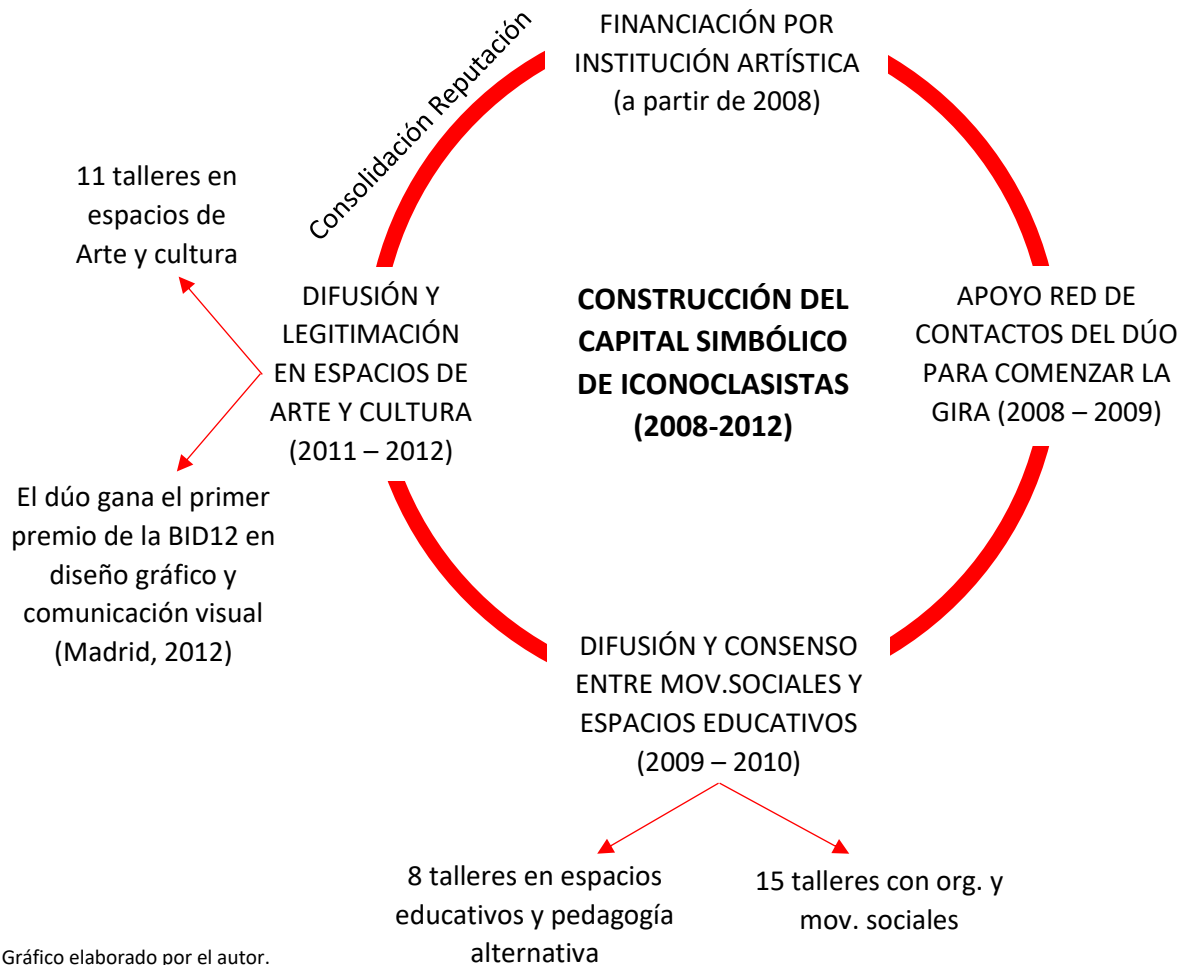 Consolidación Reputación
FINANCIACIÓN POR
INSTITUCIÓN ARTÍSTICA
(a partir de 2008)
11 talleres en
espacios de
Arte y cultura
DIFUSIÓN Y
LEGITIMACIÓN
EN ESPACIOS DE
ARTE Y CULTURA
(2011 – 2012)
CONSTRUCCIÓN DEL
CAPITAL SIMBÓLICO
DE ICONOCLASISTAS
(2008-2012)
APOYO RED DE
CONTACTOS DEL DÚO
PARA COMENZAR LA
GIRA (2008 – 2009)
El dúo gana el primer
premio de la BID12 en
diseño gráfico y
comunicación visual
(Madrid, 2012)
DIFUSIÓN Y CONSENSO
ENTRE MOV.SOCIALES Y
ESPACIOS EDUCATIVOS
(2009 – 2010)
8 talleres en espacios
educativos y pedagogía
alternativa
15 talleres con org. y
mov. sociales
Gráfico elaborado por el autor.